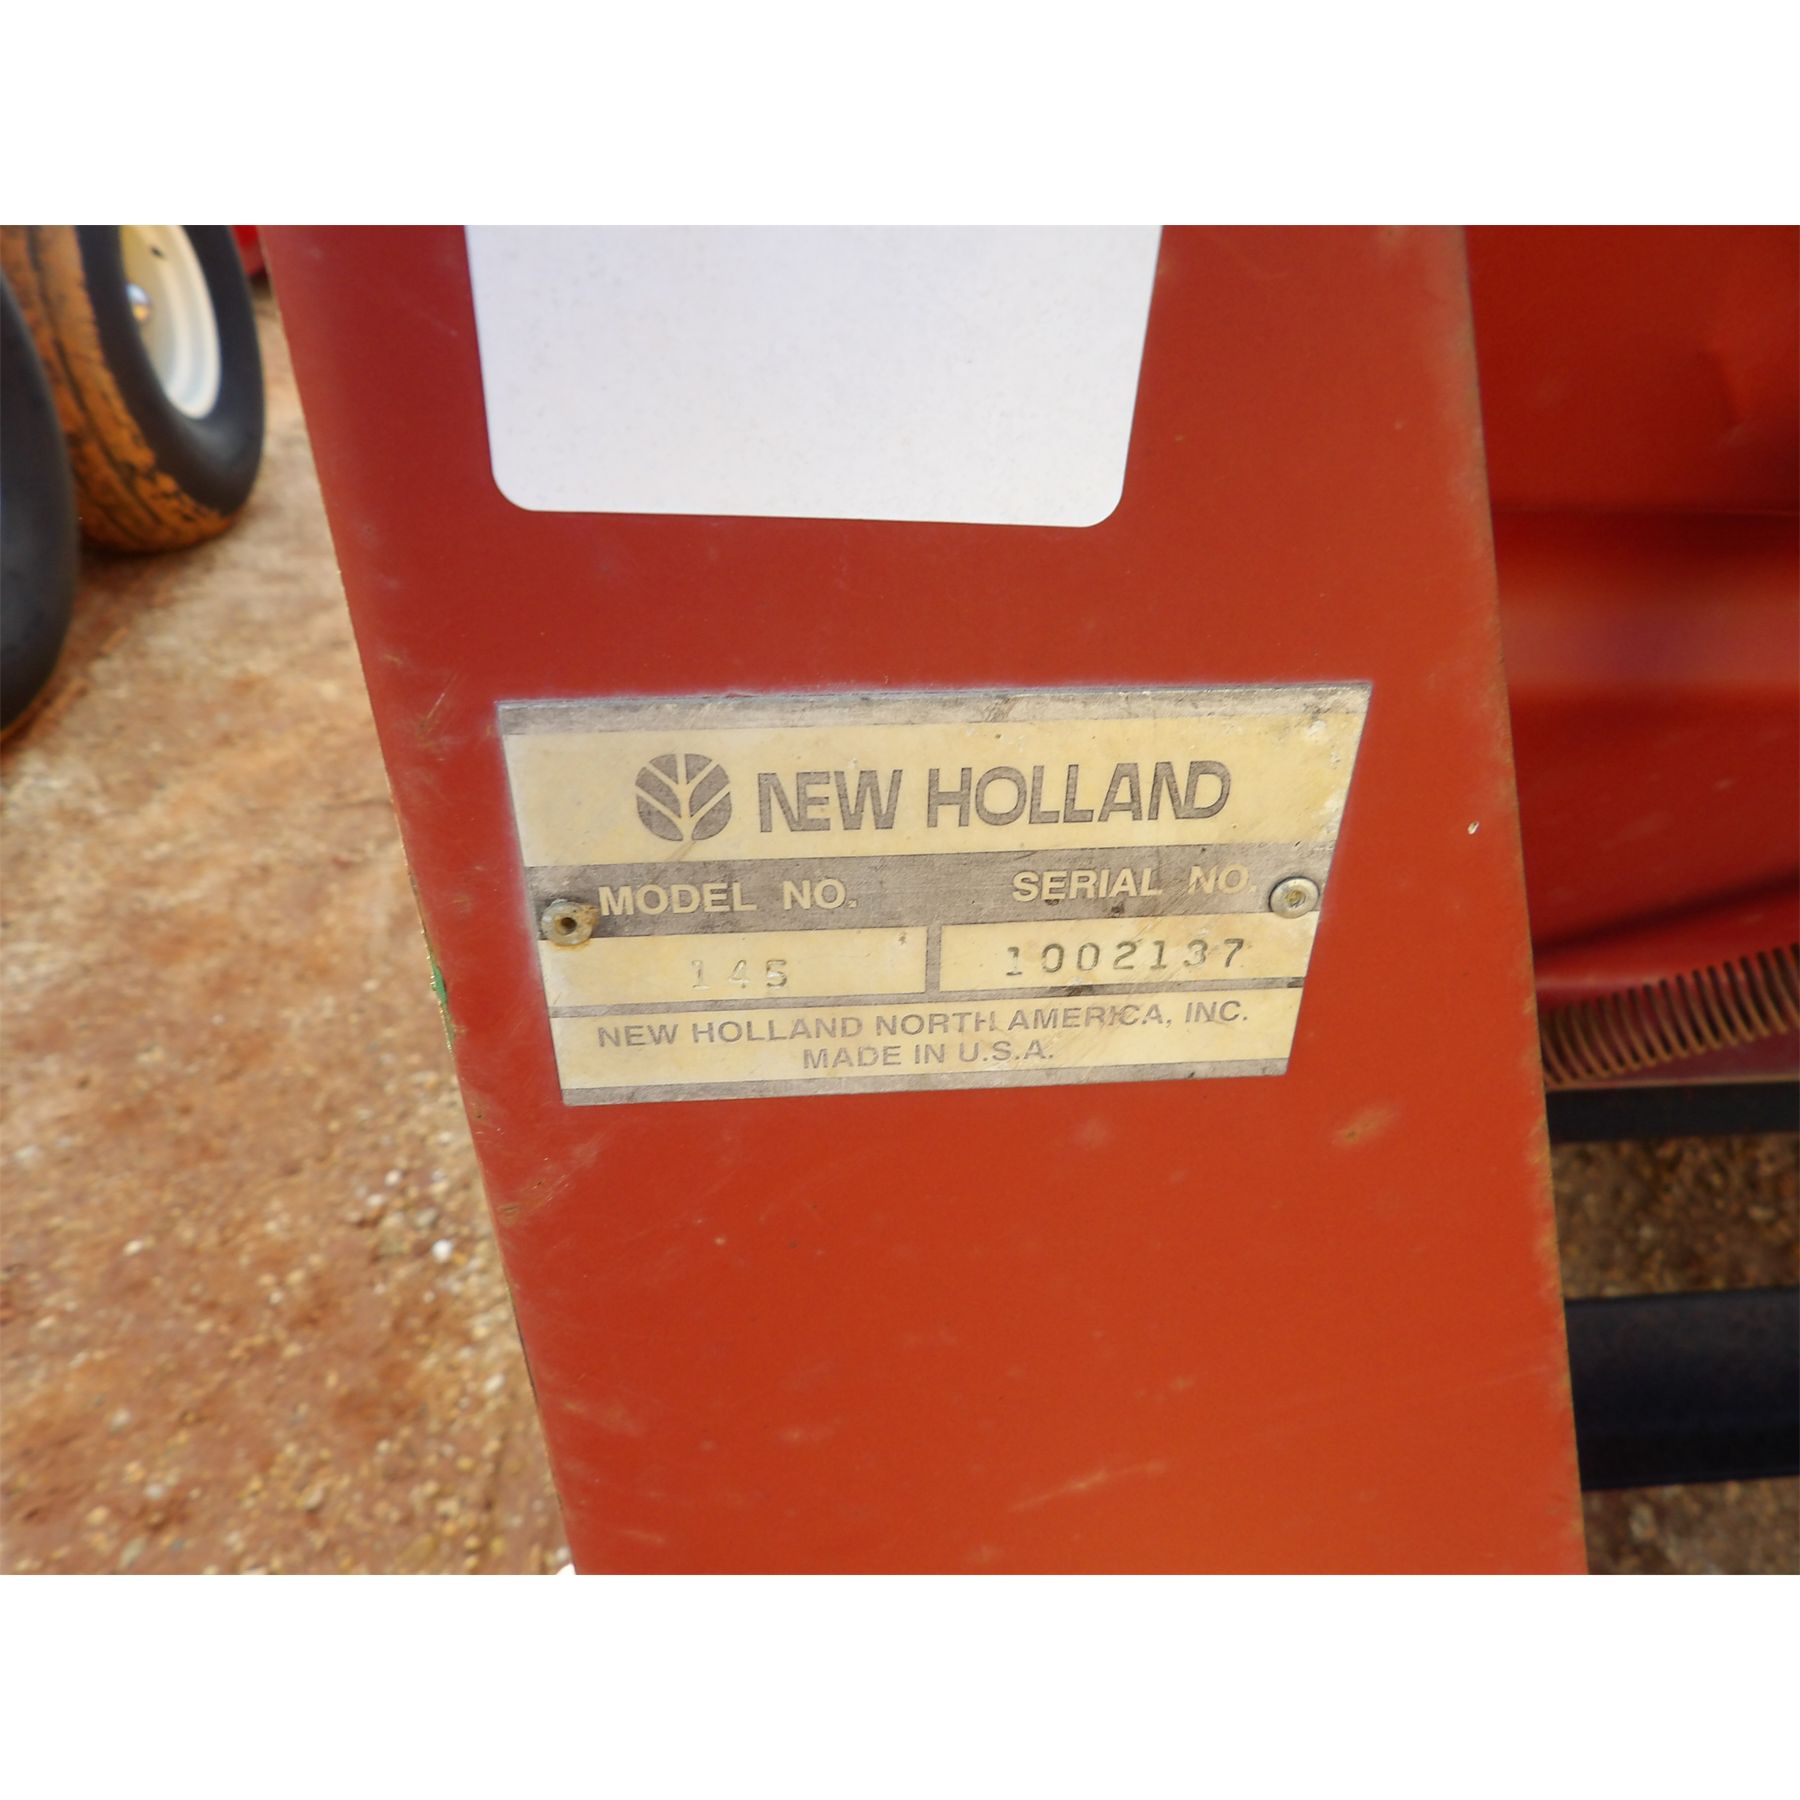 NEW HOLLAND
MODEL NO. SERIAL NO.
145 1002137
NEW HOLLAND NORTH AMERICA, INC.
MADE IN U.S.A.